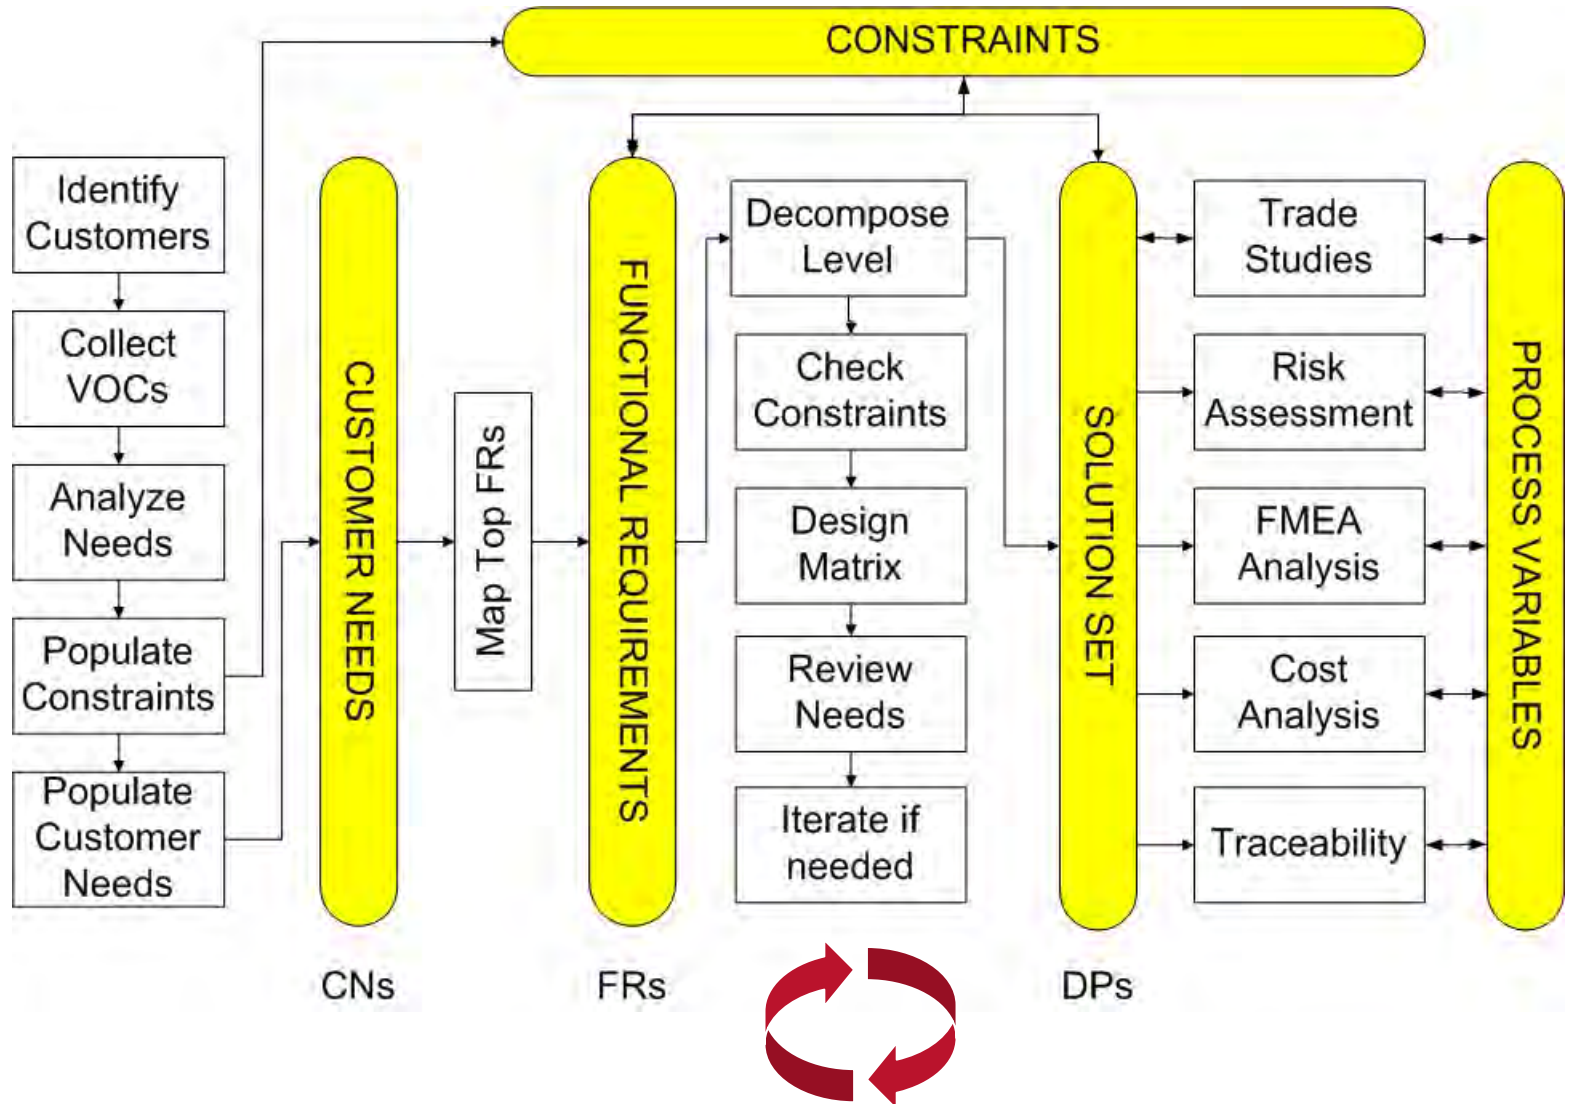 CONSTRAINTS
Identify
Customers
Collect
VOCs
Analyze
Needs
Populate
Constraints
Populate
Customer
Needs
CUSTOMER NEEDS
Map Top FRs
FUNCTIONAL REQUIREMENTS
Decompose
Level
Check
Constraints
Design
Matrix
Review
Needs
Iterate if
needed
SOLUTION SET
Trade
Studies
Risk
Assessment
FMEA
Analysis
Cost
Analysis
Traceability
PROCESS VARIABLES
CNs
FRs
DPs